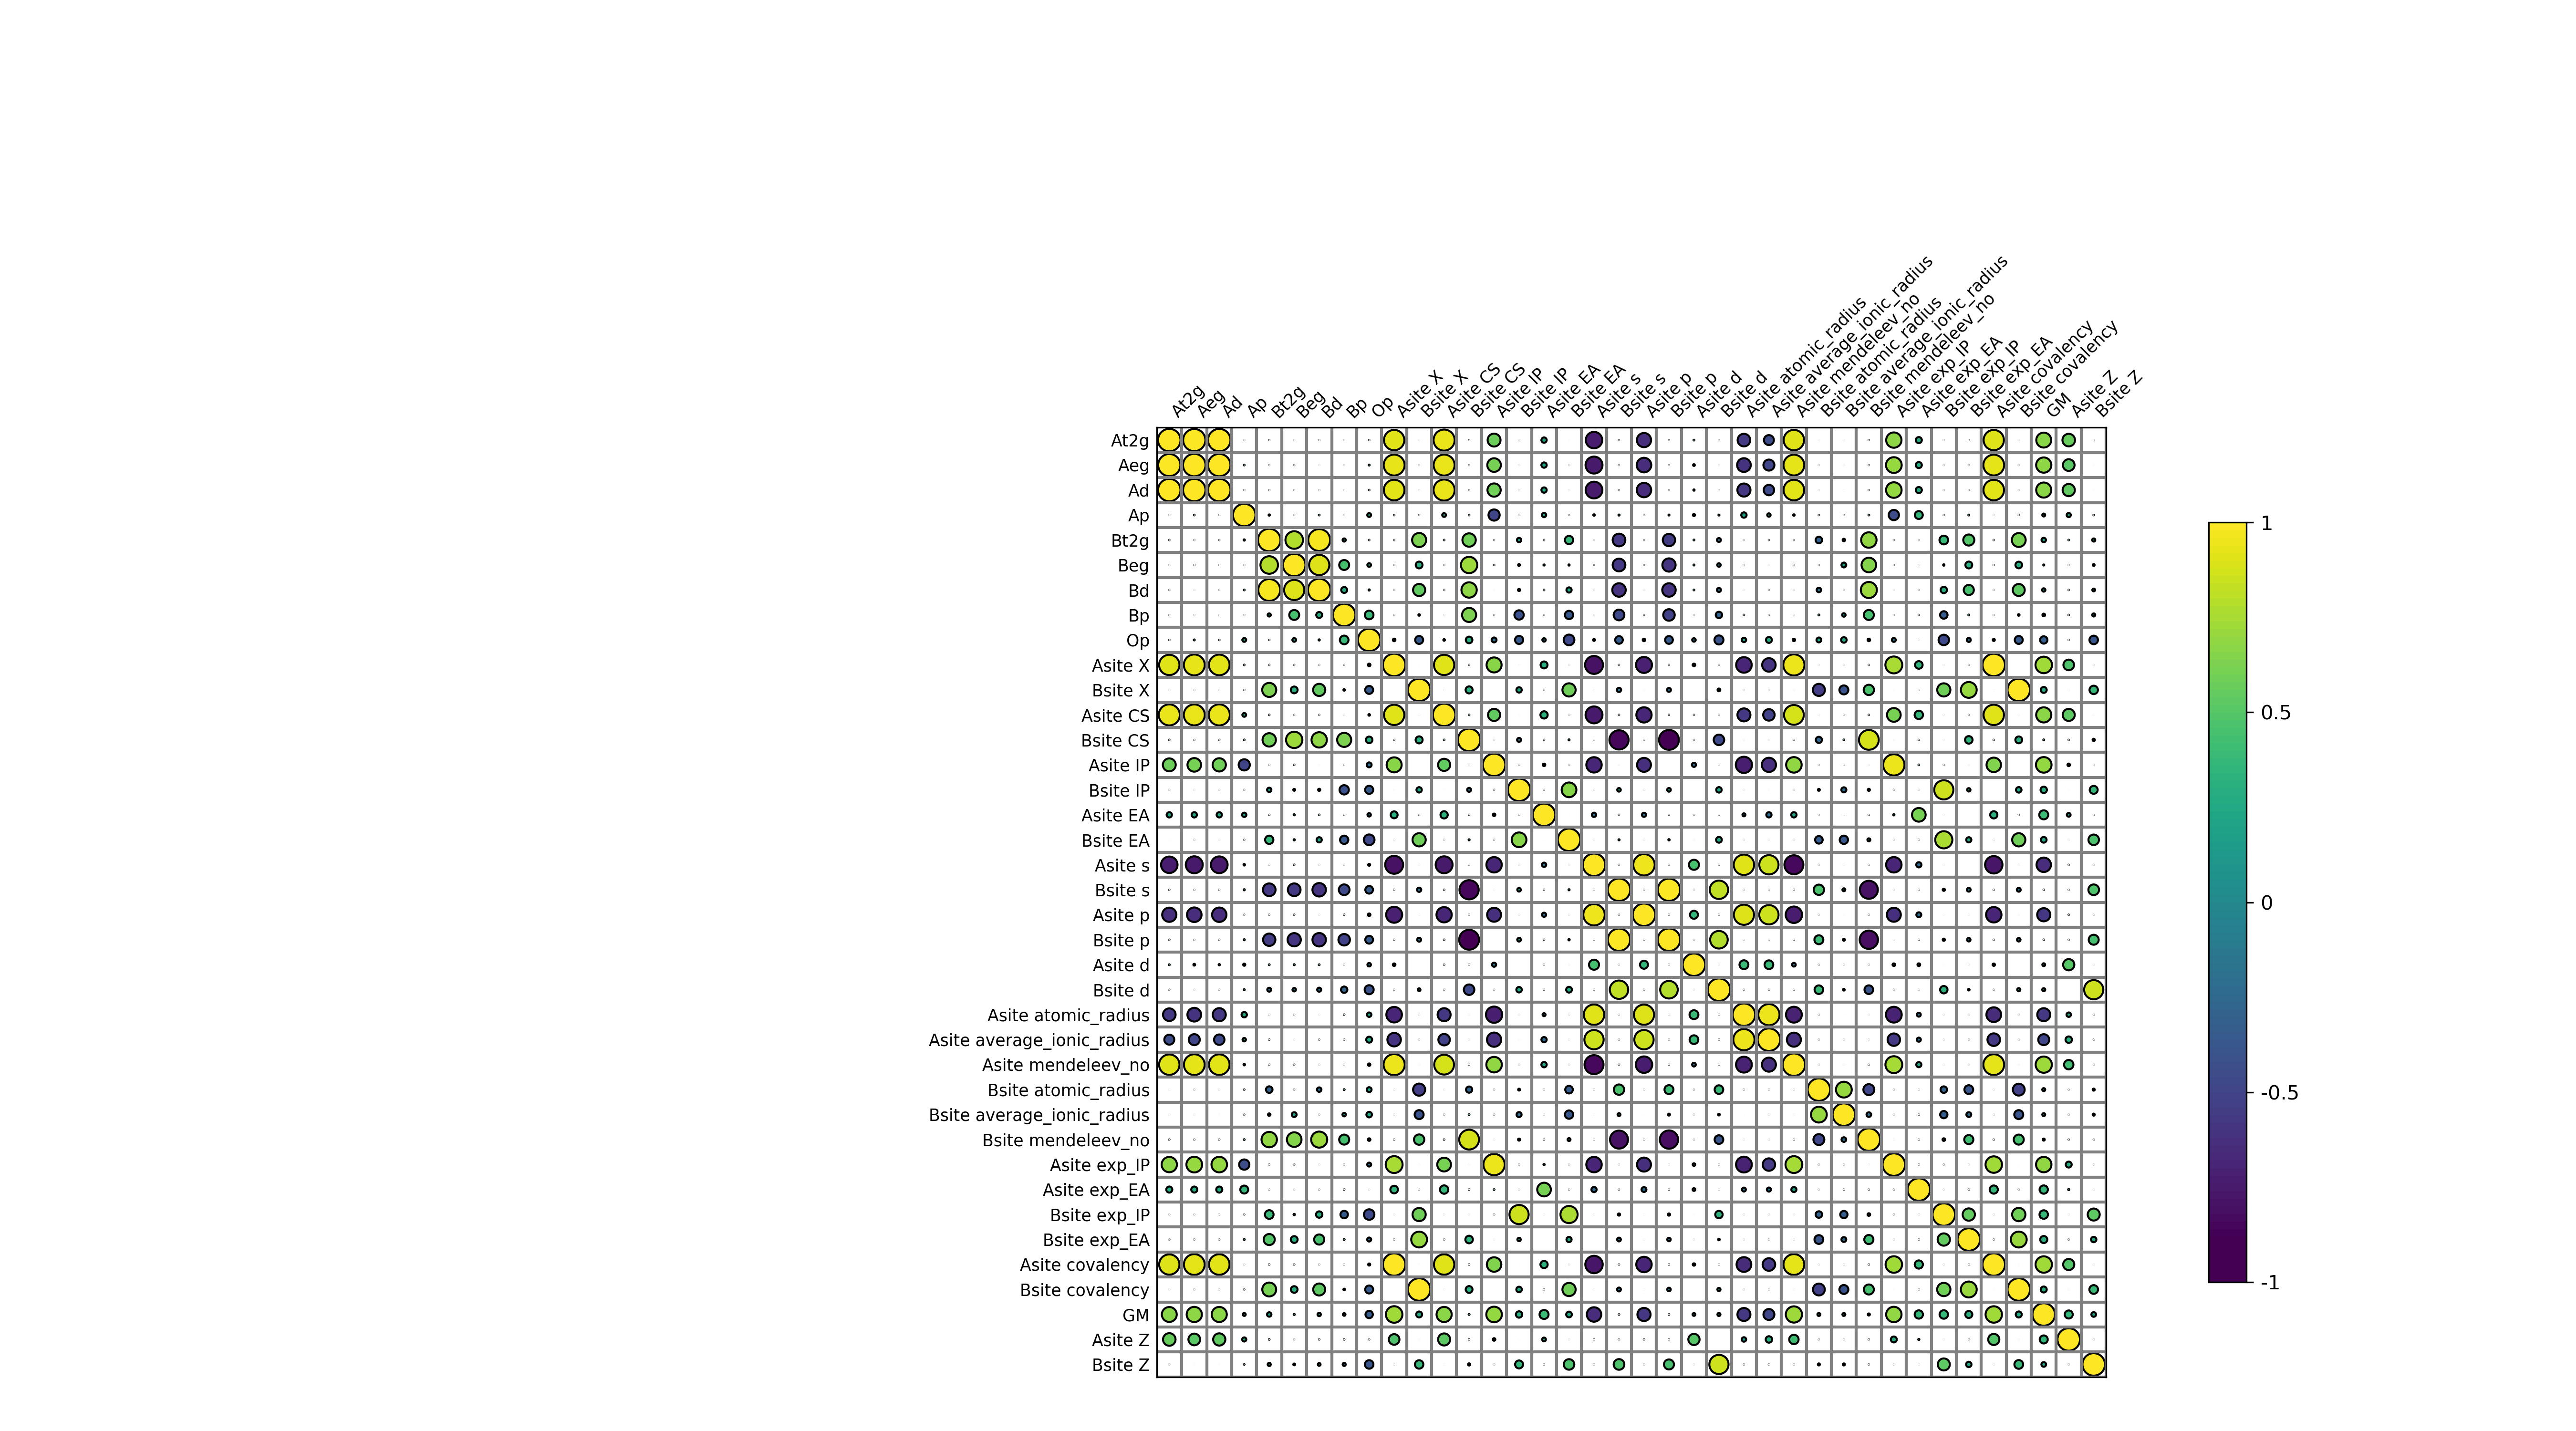 At2g
Aeg
Ad
Ap
Bt2g
Beg
Bd
Bp
Op
Asite X
Bsite X
Asite CS
Bsite CS
Asite IP
Bsite IP
Asite EA
Bsite EA
Asite s
Bsite s
Asite p
Bsite p
Asite d
Bsite d
Asite atomic_radius
Asite average_ionic_radius
Asite mendeleev_no
Bsite atomic_radius
Bsite average_ionic_radius
Bsite mendeleev_no
Asite exp_IP
Asite exp_EA
Bsite exp_IP
Bsite exp_EA
Asite covalency
Bsite covalency
GM
Asite Z
Bsite Z
At2g
Aeg
Ad
Ap
Bt2g
Beg
Bd
Bp
Op
Asite X
Bsite X
Asite CS
Bsite CS
Asite IP
Bsite IP
Asite EA
Bsite EA
Asite s
Bsite s
Asite p
Bsite p
Asite d
Bsite d
Asite atomic_radius
Asite average_ionic_radius
Asite mendeleev_no
Bsite atomic_radius
Bsite average_ionic_radius
Bsite mendeleev_no
Asite exp_IP
Asite exp_EA
Bsite exp_IP
Bsite exp_EA
Asite covalency
Bsite covalency
GM
Asite Z
Bsite Z
1
0.5
0
-0.5
-1